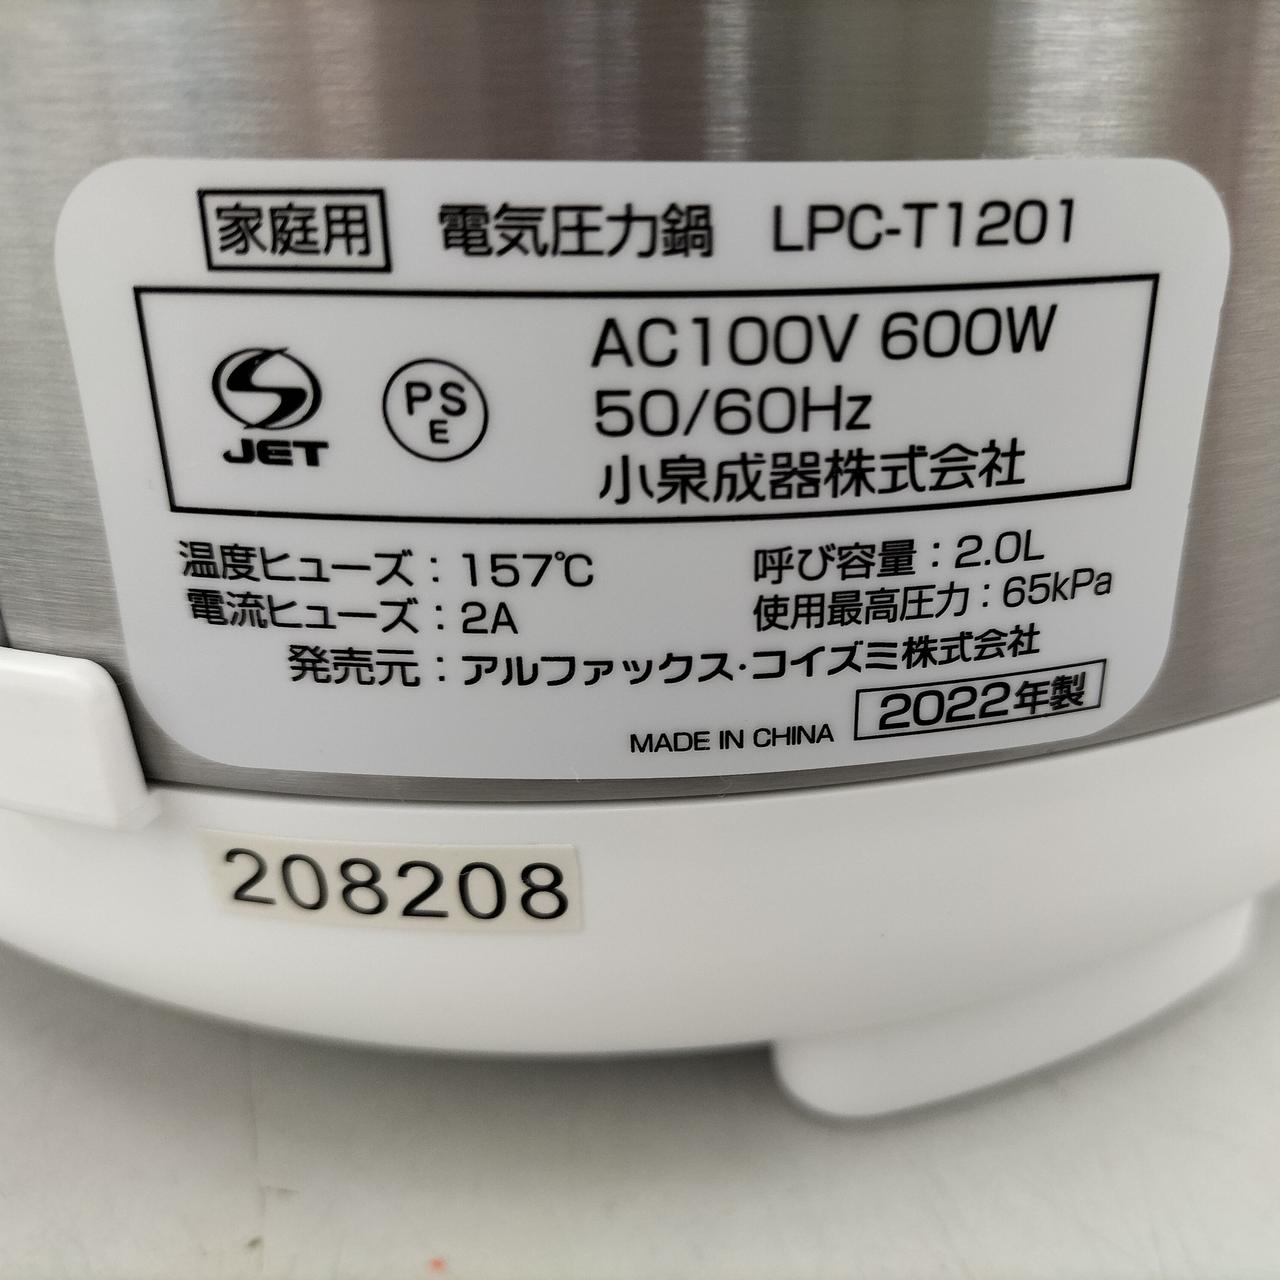 家庭用 電気圧力鍋 LPC-T1201
JET
PSE
AC100V 600W
50/60Hz
小泉成器株式会社
温度ヒューズ：157℃
電流ヒューズ：2A
呼び容量：2.0L
使用最高圧力：65kPa
発売元：アルファックス・コイズミ株式会社
MADE IN CHINA 2022年製
208208